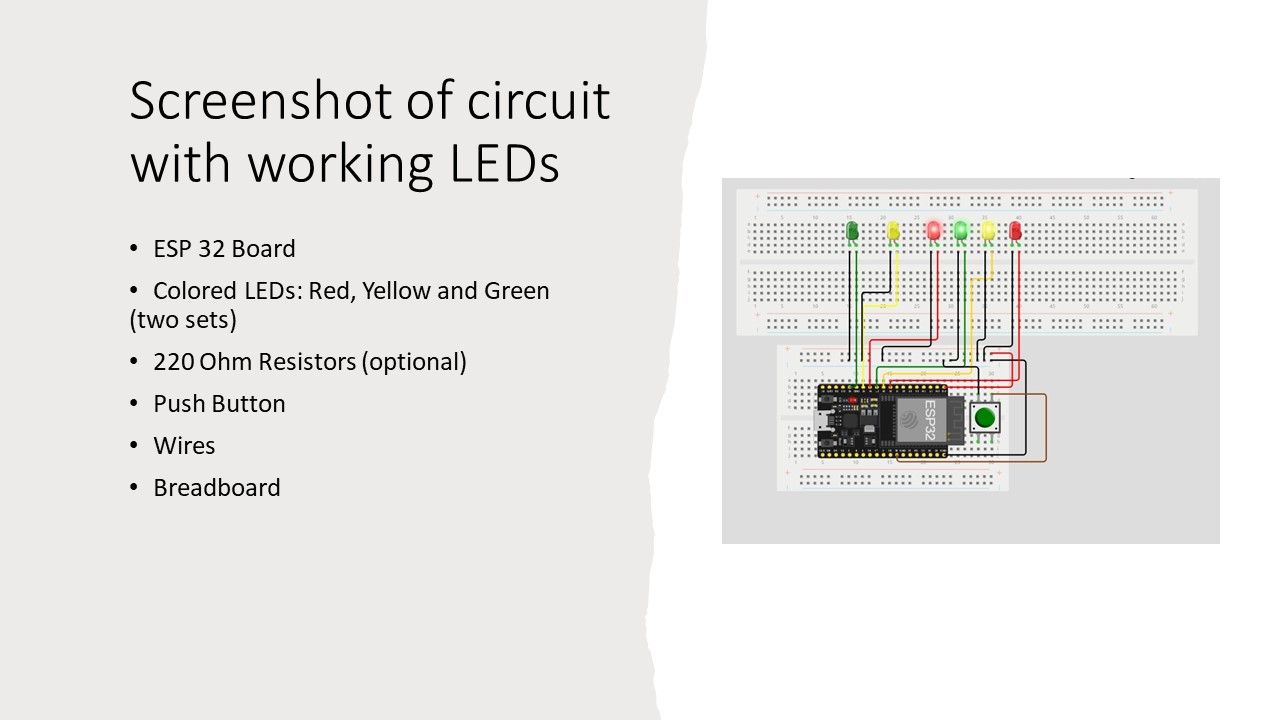 Screenshot of circuit
with working LEDs
• ESP 32 Board
• Colored LEDs: Red, Yellow and Green
(two sets)
• 220 Ohm Resistors (optional)
• Push Button
• Wires
• Breadboard
ESP32